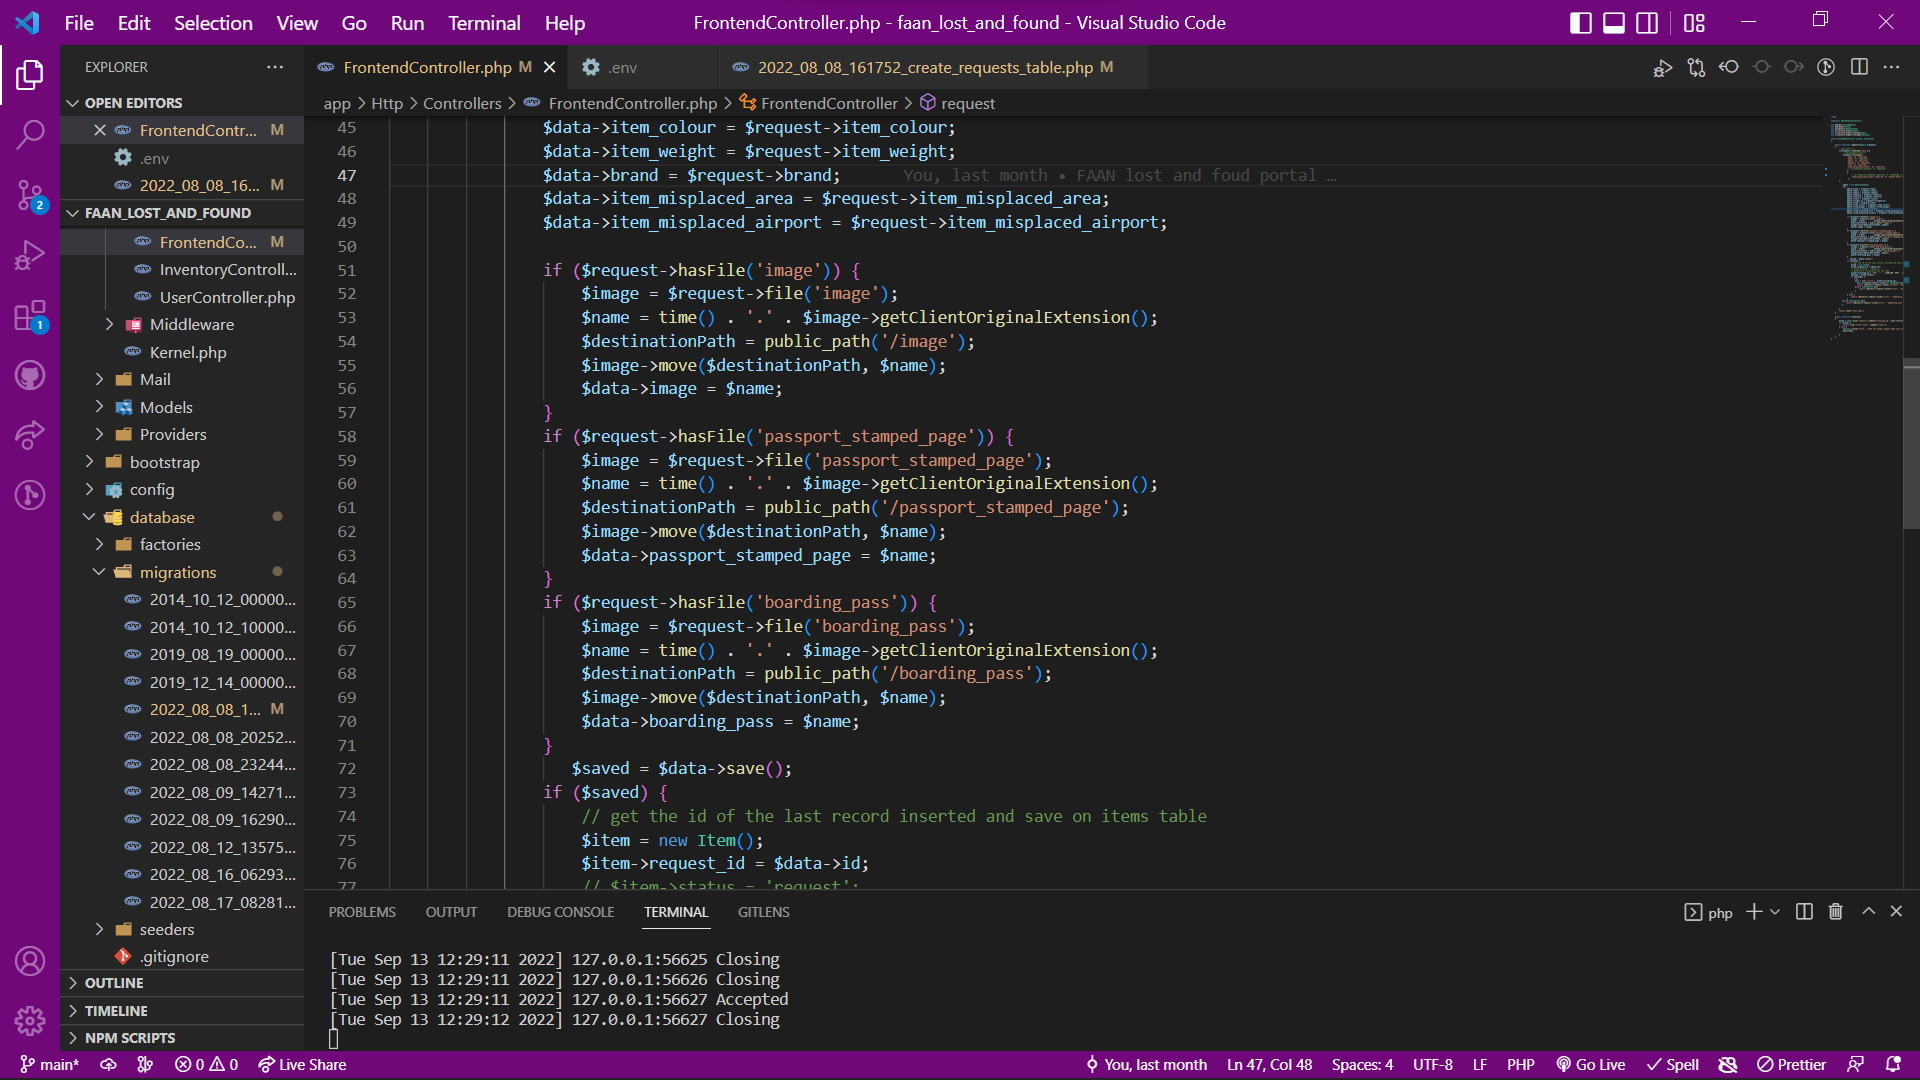 File Edit Selection View Go Run Terminal Help
FrontendController.php - faan_lost_and_found - Visual Studio Code
EXPLORER
FrontendController.php M
.env
2022_08_08_161752_create_requests_table.php M
OPEN EDITORS
app > Http > Controllers > FrontendController.php > FrontendController > request
FrontendContr... M
.env
2022_08_08_16... M
FAAN_LOST_AND_FOUND
FrontendCo... M
InventoryControll...
UserController.php
Middleware
Kernel.php
Mail
Models
Providers
bootstrap
config
database
factories
migrations
2014_10_12_00000...
2014_10_12_10000...
2019_08_19_00000...
2019_12_14_00000...
2022_08_08_1... M
2022_08_08_20252...
2022_08_08_23244...
2022_08_09_14271...
2022_08_09_16290...
2022_08_12_13575...
2022_08_16_06293...
2022_08_17_08281...
seeders
.gitignore
OUTLINE
TIMELINE
NPM SCRIPTS
45 $data->item_colour = $request->item_colour;
46 $data->item_weight = $request->item_weight;
47 $data->brand = $request->brand; You, last month • FAAN lost and foud portal …
48 $data->item_misplaced_area = $request->item_misplaced_area;
49 $data->item_misplaced_airport = $request->item_misplaced_airport;
50
51 if ($request->hasFile('image')) {
52 $image = $request->file('image');
53 $name = time() . '.' . $image->getClientOriginalExtension();
54 $destinationPath = public_path('/image');
55 $image->move($destinationPath, $name);
56 $data->image = $name;
57 }
58 if ($request->hasFile('passport_stamped_page')) {
59 $image = $request->file('passport_stamped_page');
60 $name = time() . '.' . $image->getClientOriginalExtension();
61 $destinationPath = public_path('/passport_stamped_page');
62 $image->move($destinationPath, $name);
63 $data->passport_stamped_page = $name;
64 }
65 if ($request->hasFile('boarding_pass')) {
66 $image = $request->file('boarding_pass');
67 $name = time() . '.' . $image->getClientOriginalExtension();
68 $destinationPath = public_path('/boarding_pass');
69 $image->move($destinationPath, $name);
70 $data->boarding_pass = $name;
71 }
72 $saved = $data->save();
73 if ($saved) {
74 // get the id of the last record inserted and save on items table
75 $item = new Item();
76 $item->request_id = $data->id;
77 // $item->status = 'request';
PROBLEMS OUTPUT DEBUG CONSOLE TERMINAL GITLENS
php
[Tue Sep 13 12:29:11 2022] 127.0.0.1:56625 Closing
[Tue Sep 13 12:29:11 2022] 127.0.0.1:56626 Closing
[Tue Sep 13 12:29:11 2022] 127.0.0.1:56627 Accepted
[Tue Sep 13 12:29:12 2022] 127.0.0.1:56627 Closing
2
1
main* 0 0 Live Share You, last month Ln 47, Col 48 Spaces: 4 UTF-8 LF PHP Go Live Spell Prettier